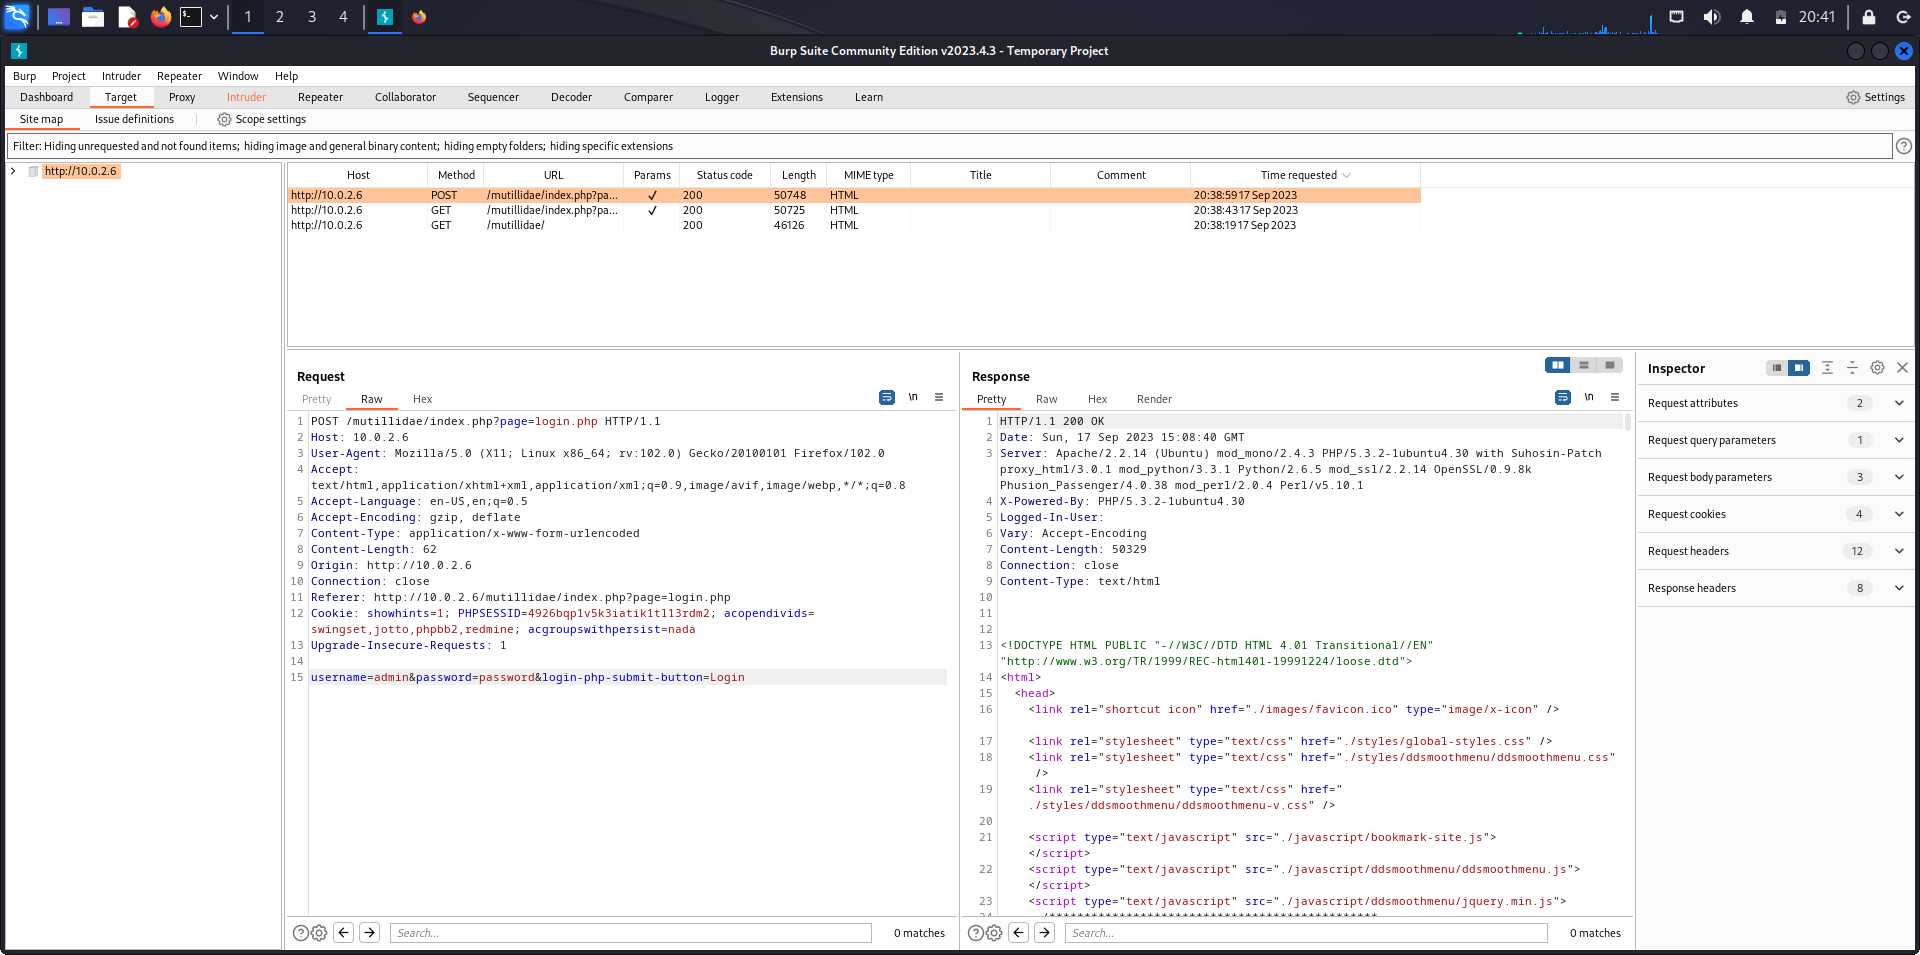 1 2 3 4 20:41
Burp Suite Community Edition v2023.4.3 - Temporary Project
Burp Project Intruder Repeater Window Help
Dashboard Target Proxy Intruder Repeater Collaborator Sequencer Decoder Comparer Logger Extensions Learn Settings
Site map Issue definitions Scope settings
Filter: Hiding unrequested and not found items; hiding image and general binary content; hiding empty folders; hiding specific extensions
http://10.0.2.6
Host Method URL Params Status code Length MIME type Title Comment Time requested
http://10.0.2.6 POST /mutillidae/index.php?pa... ✓ 200 50748 HTML 20:38:59 17 Sep 2023
http://10.0.2.6 GET /mutillidae/index.php?pa... ✓ 200 50725 HTML 20:38:43 17 Sep 2023
http://10.0.2.6 GET /mutillidae/ 200 46126 HTML 20:38:19 17 Sep 2023
Request
Pretty Raw Hex \n
1 POST /mutillidae/index.php?page=login.php HTTP/1.1
2 Host: 10.0.2.6
3 User-Agent: Mozilla/5.0 (X11; Linux x86_64; rv:102.0) Gecko/20100101 Firefox/102.0
4 Accept:
text/html,application/xhtml+xml,application/xml;q=0.9,image/avif,image/webp,*/*;q=0.8
5 Accept-Language: en-US,en;q=0.5
6 Accept-Encoding: gzip, deflate
7 Content-Type: application/x-www-form-urlencoded
8 Content-Length: 62
9 Origin: http://10.0.2.6
10 Connection: close
11 Referer: http://10.0.2.6/mutillidae/index.php?page=login.php
12 Cookie: showhints=1; PHPSESSID=4926bqp1v5k3iatik1tl13rdm2; acopendivids=
swingset,jotto,phpbb2,redmine; acgroupswithpersist=nada
13 Upgrade-Insecure-Requests: 1
14
15 username=admin&password=password&login-php-submit-button=Login
Search... 0 matches
Response
Pretty Raw Hex Render \n
1 HTTP/1.1 200 OK
2 Date: Sun, 17 Sep 2023 15:08:40 GMT
3 Server: Apache/2.2.14 (Ubuntu) mod_mono/2.4.3 PHP/5.3.2-1ubuntu4.30 with Suhosin-Patch
proxy_html/3.0.1 mod_python/3.3.1 Python/2.6.5 mod_ssl/2.2.14 OpenSSL/0.9.8k
Phusion_Passenger/4.0.38 mod_perl/2.0.4 Perl/v5.10.1
4 X-Powered-By: PHP/5.3.2-1ubuntu4.30
5 Logged-In-User:
6 Vary: Accept-Encoding
7 Content-Length: 50329
8 Connection: close
9 Content-Type: text/html
10
11
12
13 <!DOCTYPE HTML PUBLIC "-//W3C//DTD HTML 4.01 Transitional//EN"
"http://www.w3.org/TR/1999/REC-html401-19991224/loose.dtd">
14 <html>
15 <head>
16 <link rel="shortcut icon" href="./images/favicon.ico" type="image/x-icon" />
17 <link rel="stylesheet" type="text/css" href="./styles/global-styles.css" />
18 <link rel="stylesheet" type="text/css" href="./styles/ddsmoothmenu/ddsmoothmenu.css"
/>
19 <link rel="stylesheet" type="text/css" href="
./styles/ddsmoothmenu/ddsmoothmenu-v.css" />
20
21 <script type="text/javascript" src="./javascript/bookmark-site.js">
</script>
22 <script type="text/javascript" src="./javascript/ddsmoothmenu/ddsmoothmenu.js">
</script>
23 <script type="text/javascript" src="./javascript/ddsmoothmenu/jquery.min.js">
Search... 0 matches
Inspector
Request attributes 2
Request query parameters 1
Request body parameters 3
Request cookies 4
Request headers 12
Response headers 8